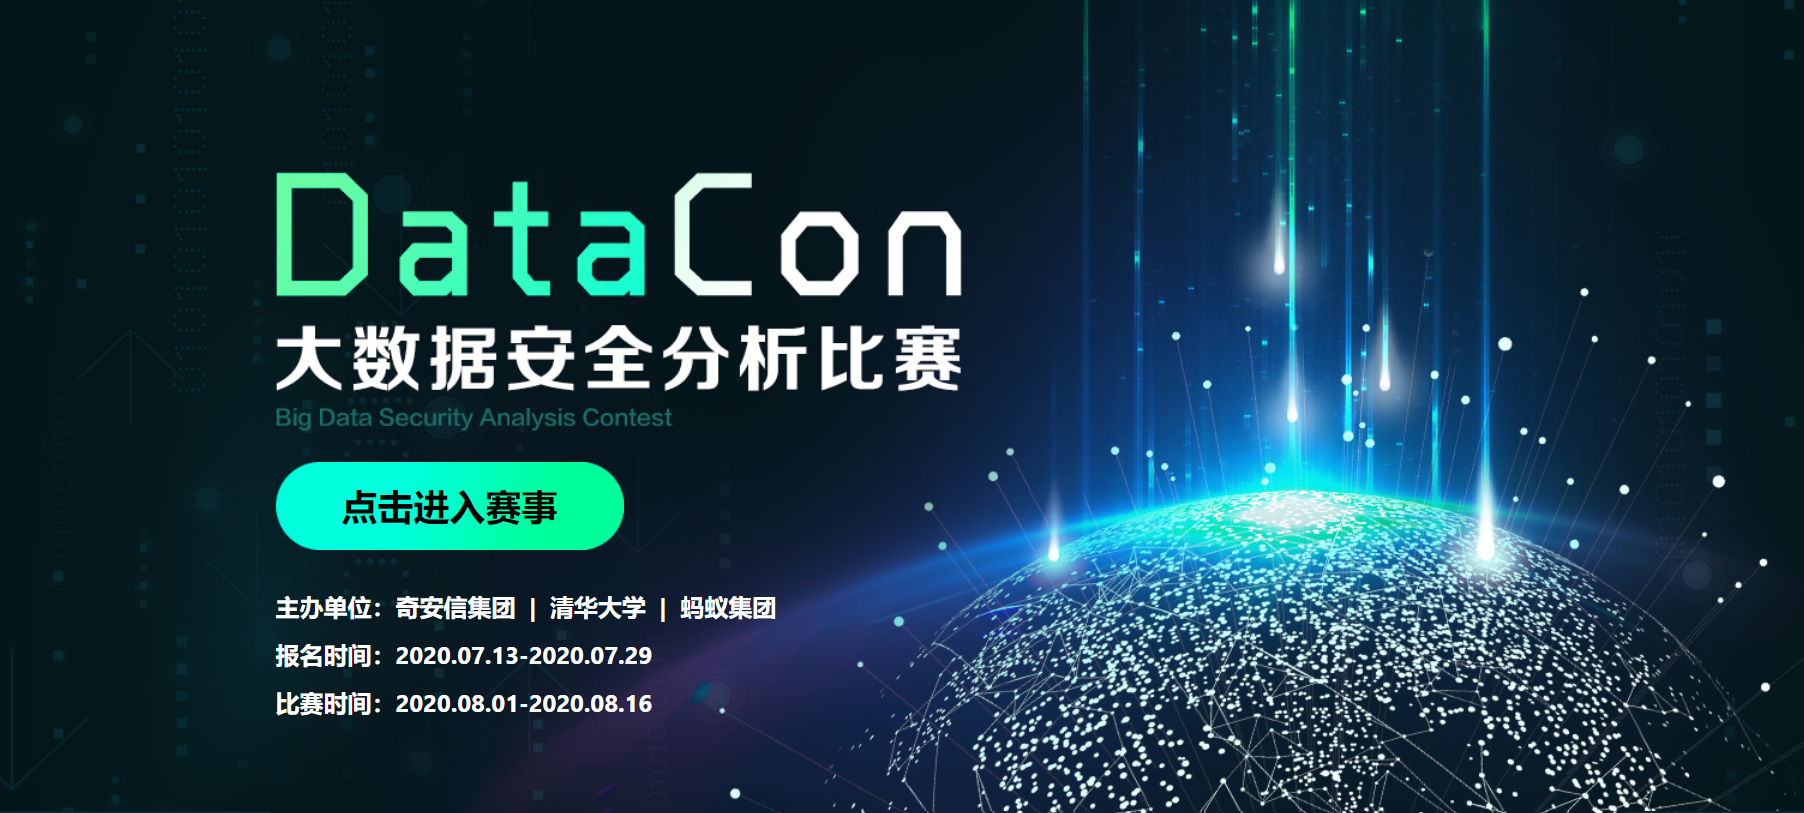 DataCon
大数据安全分析比赛
Big Data Security Analysis Contest
点击进入赛事
主办单位：奇安信集团 | 清华大学 | 蚂蚁集团
报名时间：2020.07.13-2020.07.29
比赛时间：2020.08.01-2020.08.16